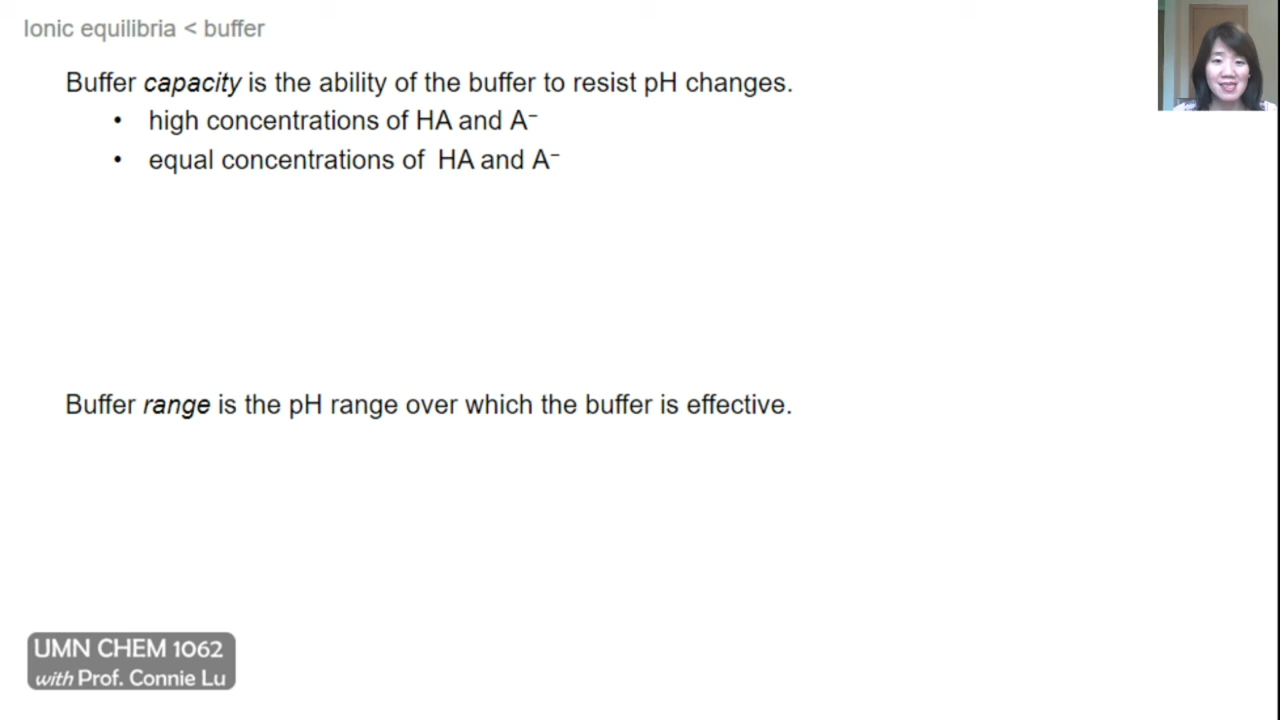 Ionic equilibria < buffer
Buffer capacity is the ability of the buffer to resist pH changes.
• high concentrations of HA and A⁻
• equal concentrations of HA and A⁻
Buffer range is the pH range over which the buffer is effective.
UMN CHEM 1062
with Prof. Connie Lu